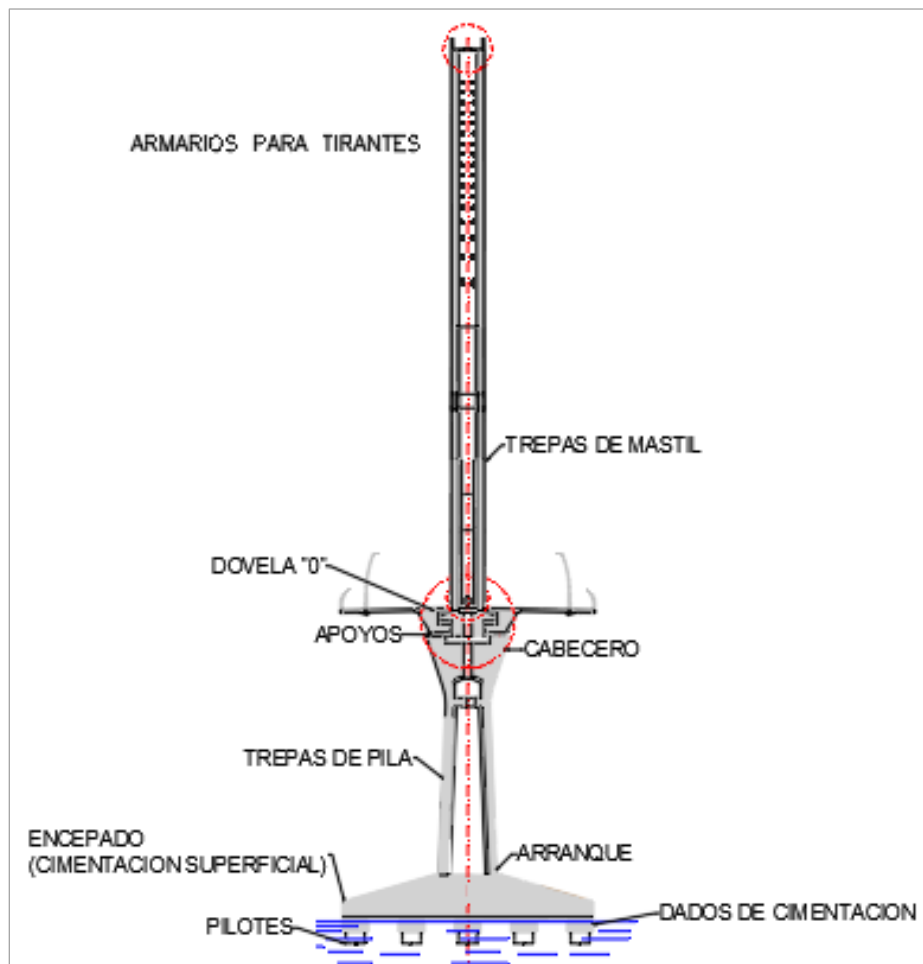 ARMARIOS PARA TIRANTES
TREPAS DE MASTIL
DOVELA "0"
APOYOS
CABECERO
TREPAS DE PILA
ENCEPADO
(CIMENTACION SUPERFICIAL)
ARRANQUE
PILOTES
DADOS DE CIMENTACION